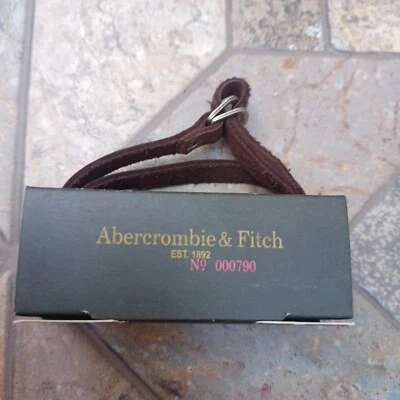 Abercrombie & Fitch
EST. 1892
Nº 000790